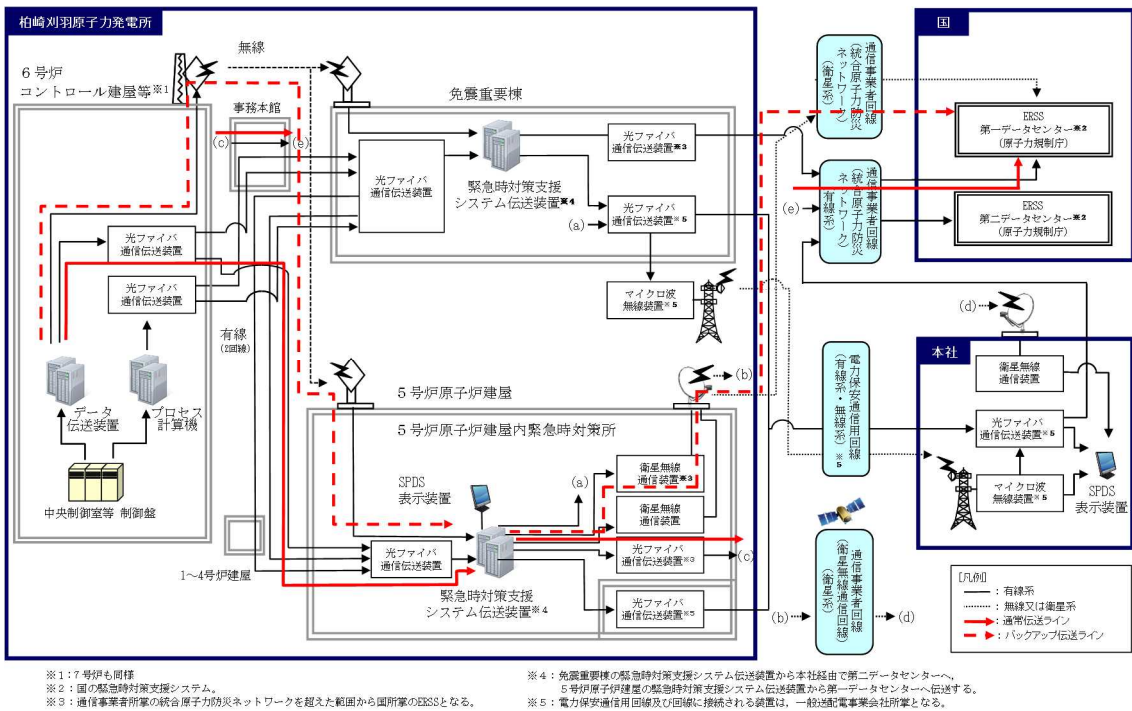 柏崎刈羽原子力発電所
6号炉
コントロール建屋等※1
無線
事務本館
(c)
(e)
光ファイバ
通信伝送装置
光ファイバ
通信伝送装置
有線
(2回線)
データ
伝送装置
プロセス
計算機
中央制御室等 制御盤
1～4号炉建屋
免震重要棟
光ファイバ
通信伝送装置
緊急時対策支援
システム伝送装置※4
光ファイバ
通信伝送装置※3
(a)
光ファイバ
通信伝送装置※5
マイクロ波
無線装置※5
5号炉原子炉建屋
(b)
5号炉原子炉建屋内緊急時対策所
SPDS
表示装置
(a)
衛星無線
通信装置※3
衛星無線
通信装置
光ファイバ
通信伝送装置
光ファイバ
通信伝送装置※3
(c)
緊急時対策支援
システム伝送装置※4
光ファイバ
通信伝送装置※5
通信事業者回線
(統合原子力防災
ネットワーク)
(衛星系)
(e)
通信事業者回線
(統合原子力防災
ネットワーク)
有線系)
電力保安通信用回線
(有線系・無線系)
※5
(b)
通信事業者回線
(衛星無線通信回線)
(衛星系)
(d)
国
ERSS
第一データセンター※2
(原子力規制庁)
ERSS
第二データセンター※2
(原子力規制庁)
(d)
本社
衛星無線
通信装置
光ファイバ
通信伝送装置※5
マイクロ波
無線装置※5
SPDS
表示装置
[凡例]
：有線系
：無線又は衛星系
：通常伝送ライン
：バックアップ伝送ライン
※1：7号炉も同様
※2：国の緊急時対策支援システム。
※3：通信事業者所掌の統合原子力防災ネットワークを超えた範囲から国所掌のERSSとなる。
※4：免震重要棟の緊急時対策支援システム伝送装置から本社経由で第二データセンターへ，
5号炉原子炉建屋の緊急時対策支援システム伝送装置から第一データセンターへ伝送する。
※5：電力保安通信用回線及び回線に接続される装置は，一般送配電事業会社所掌となる。